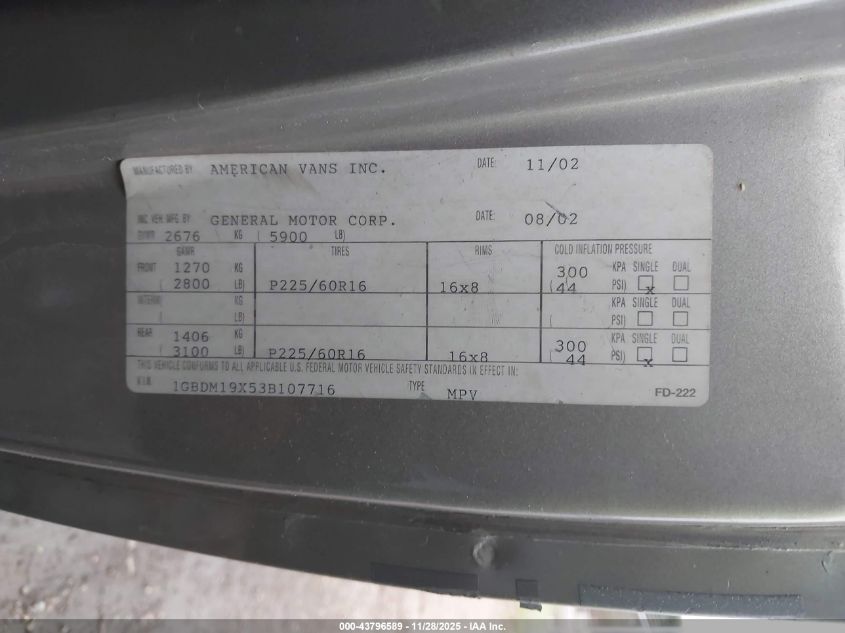 MANUFACTURED BY AMERICAN VANS INC. DATE: 11/02
INC VEH MFG BY GENERAL MOTOR CORP. DATE: 08/02
GVWR 2676 KG ( 5900 LB)
GAWR TIRES RIMS COLD INFLATION PRESSURE
FRONT 1270 KG 300 KPA SINGLE DUAL
( 2800 LB) P225/60R16 16x8 (44 PSI) x
INTERMD KG KPA SINGLE DUAL
( LB) ( PSI)
REAR 1406 KG 300 KPA SINGLE DUAL
( 3100 LB) P225/60R16 16x8 ( 44 PSI) x
THIS VEHICLE CONFORMS TO ALL APPLICABLE U.S. FEDERAL MOTOR VEHICLE SAFETY STANDARDS IN EFFECT IN:
V.I.N. 1GBDM19X53B107716 TYPE MPV FD-222
000-43796589 - 11/28/2025 - IAA Inc.